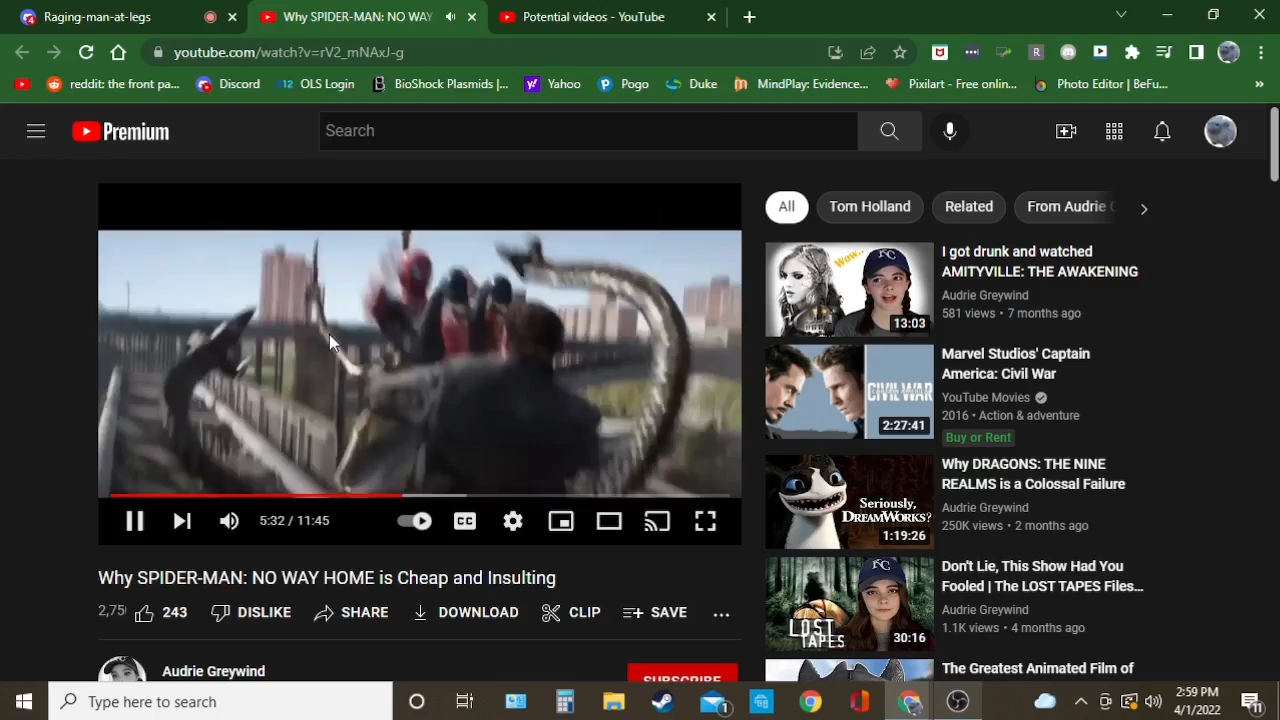 Raging-man-at-legs
Why SPIDER-MAN: NO WAY
Potential videos - YouTube
youtube.com/watch?v=rV2_mNAxJ-g
reddit: the front pa...
Discord
12 OLS Login
BioShock Plasmids |...
Yahoo
Pogo
Duke
MindPlay: Evidence...
Pixilart - Free onlin...
Photo Editor | BeFu...
Premium
Search
All
Tom Holland
Related
From Audrie G
Wow..
KC
13:03
I got drunk and watched
AMITYVILLE: THE AWAKENING
Audrie Greywind
581 views • 7 months ago
CIVIL WAR
2:27:41
Marvel Studios' Captain
America: Civil War
YouTube Movies
2016 • Action & adventure
Buy or Rent
Seriously,
DREAMWORKS?
1:19:26
Why DRAGONS: THE NINE
REALMS is a Colossal Failure
Audrie Greywind
250K views • 2 months ago
KC
LOST
TAPES
30:16
Don't Lie, This Show Had You
Fooled | The LOST TAPES Files...
Audrie Greywind
1.1K views • 4 months ago
The Greatest Animated Film of
5:32 / 11:45
CC
Why SPIDER-MAN: NO WAY HOME is Cheap and Insulting
243
DISLIKE
SHARE
DOWNLOAD
CLIP
SAVE
Audrie Greywind
SUBSCRIBE
Type here to search
1
2:59 PM
4/1/2022
11